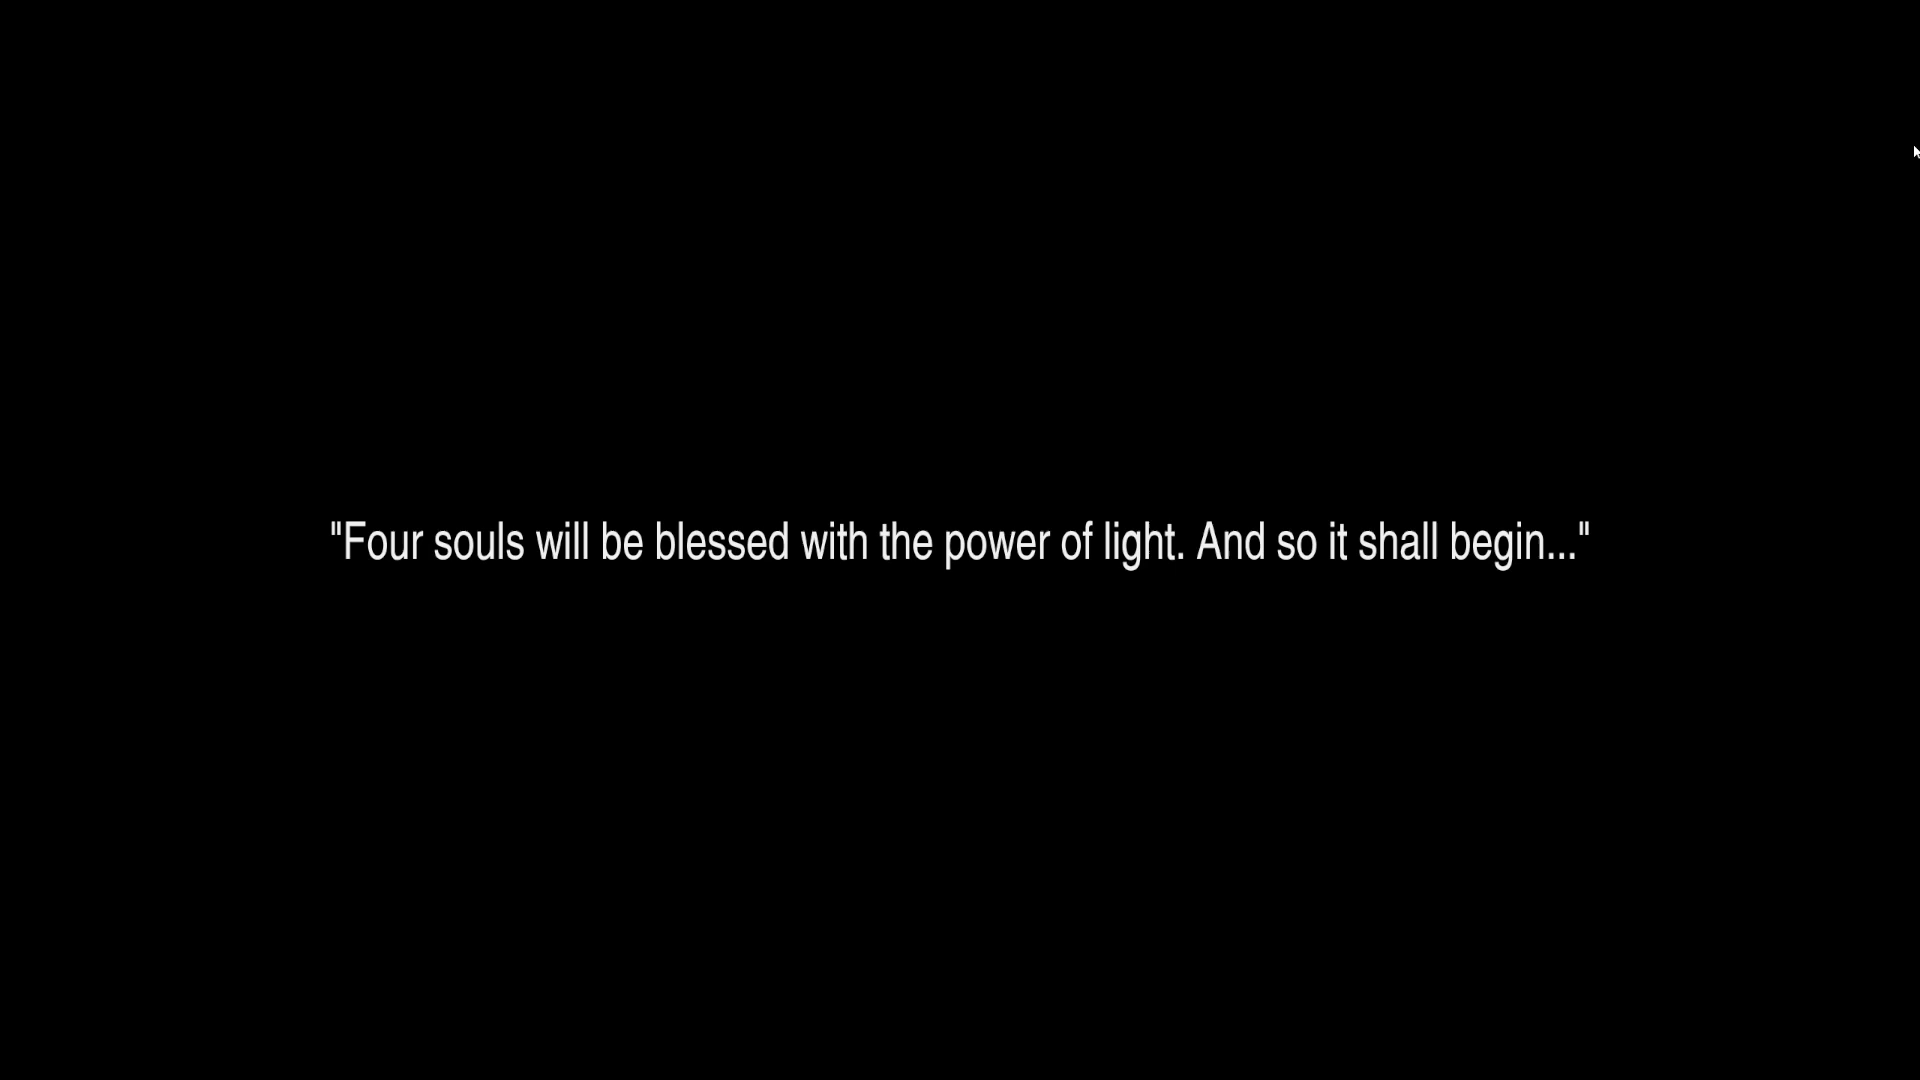 "Four souls will be blessed with the power of light. And so it shall begin..."